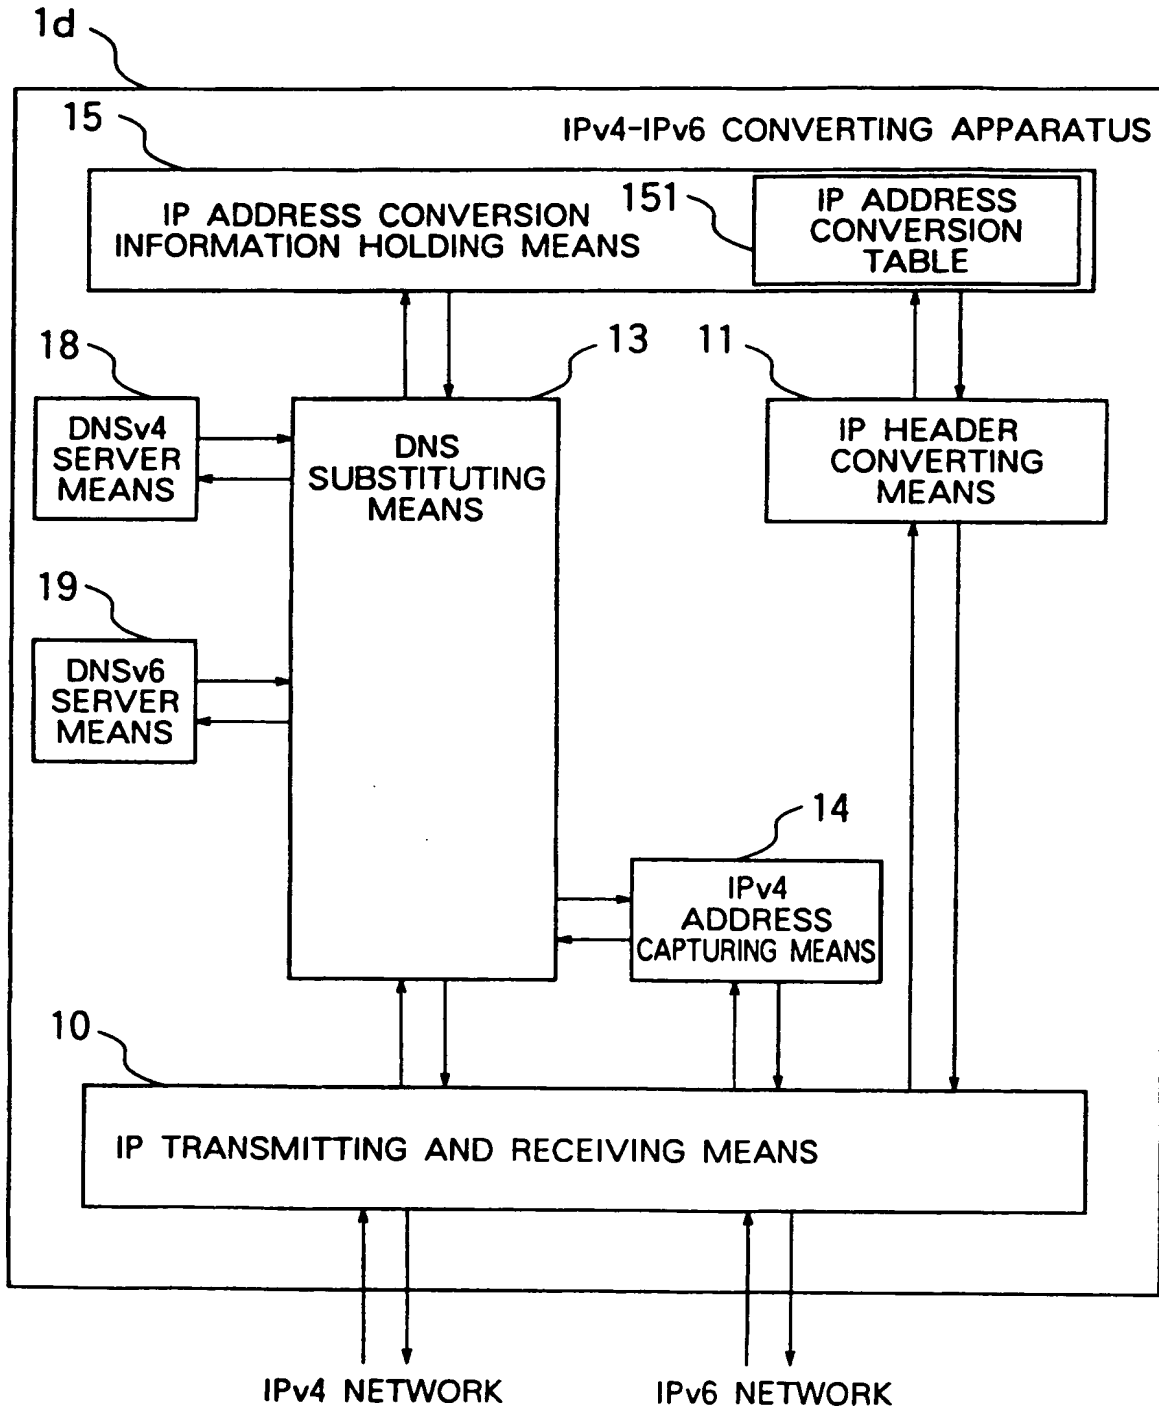 1d
IPv4-IPv6 CONVERTING APPARATUS
15
IP ADDRESS CONVERSION
INFORMATION HOLDING MEANS
151
IP ADDRESS
CONVERSION
TABLE
18
DNSv4
SERVER
MEANS
13
DNS
SUBSTITUTING
MEANS
11
IP HEADER
CONVERTING
MEANS
19
DNSv6
SERVER
MEANS
14
IPv4
ADDRESS
CAPTURING MEANS
10
IP TRANSMITTING AND RECEIVING MEANS
IPv4 NETWORK
IPv6 NETWORK